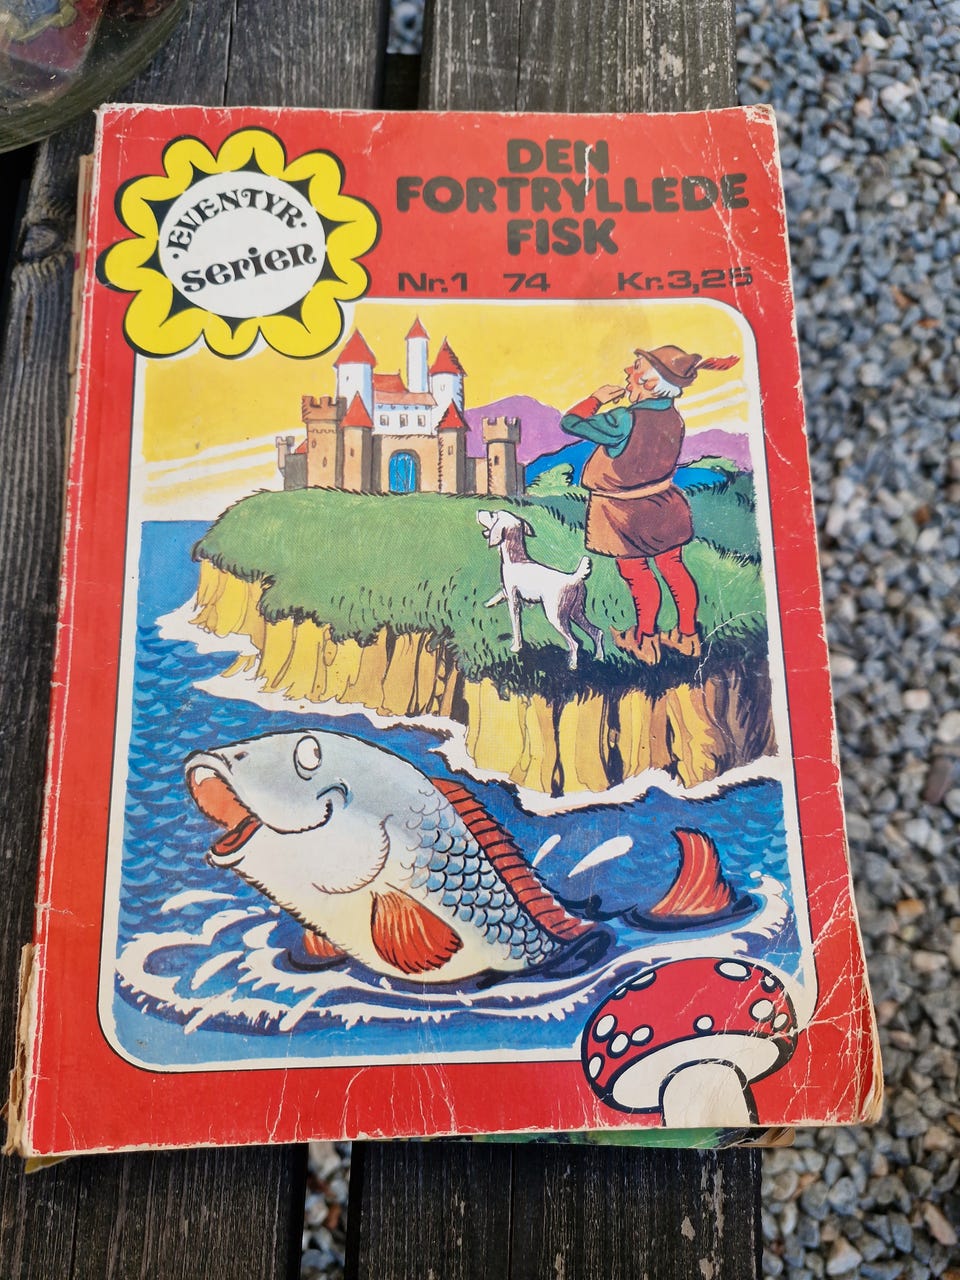 ·EVENTYR·
serien
DEN
FORTRYLLEDE
FISK
Nr.1 74 Kr.3,25